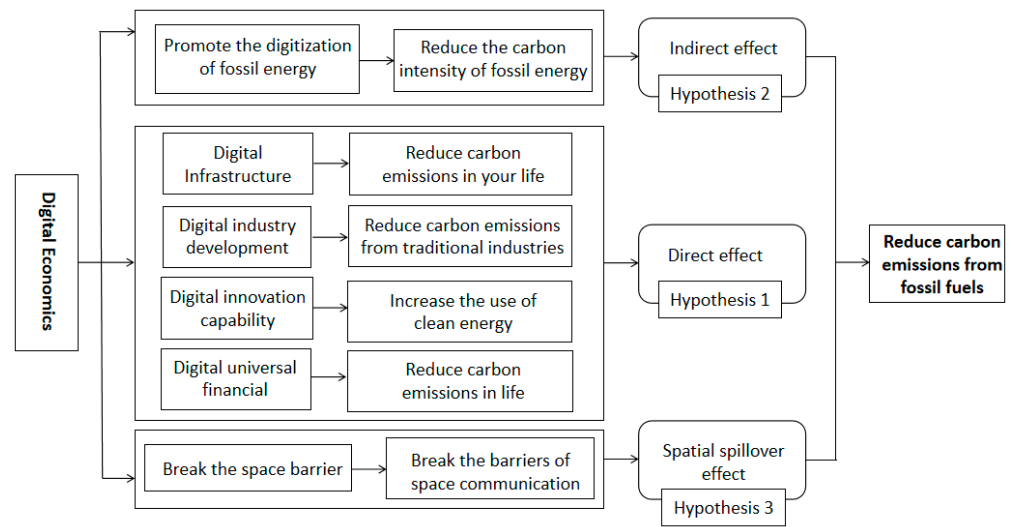 Promote the digitization
of fossil energy
Reduce the carbon
intensity of fossil energy
Indirect effect
Hypothesis 2
Digital Economics
Digital
Infrastructure
Reduce carbon
emissions in your life
Digital industry
development
Reduce carbon emissions
from traditional industries
Digital innovation
capability
Increase the use of
clean energy
Digital universal
financial
Reduce carbon
emissions in life
Direct effect
Hypothesis 1
Reduce carbon
emissions from
fossil fuels
Break the space barrier
Break the barriers of
space communication
Spatial spillover
effect
Hypothesis 3